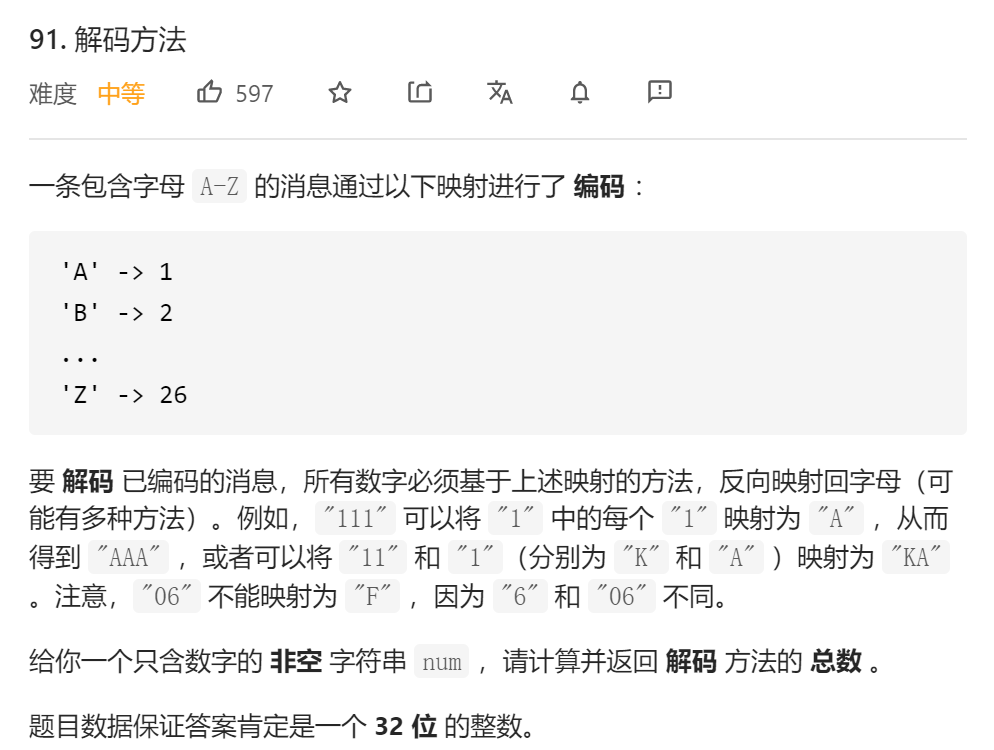 91. 解码方法
难度 中等 597
一条包含字母 A-Z 的消息通过以下映射进行了 编码 ：
'A' -> 1
'B' -> 2
...
'Z' -> 26
要 解码 已编码的消息，所有数字必须基于上述映射的方法，反向映射回字母（可
能有多种方法）。例如，"111" 可以将 "1" 中的每个 "1" 映射为 "A" ，从而
得到 "AAA" ，或者可以将 "11" 和 "1"（分别为 "K" 和 "A" ）映射为 "KA"
。注意，"06" 不能映射为 "F" ，因为 "6" 和 "06" 不同。
给你一个只含数字的 非空 字符串 num ，请计算并返回 解码 方法的 总数 。
题目数据保证答案肯定是一个 32 位 的整数。